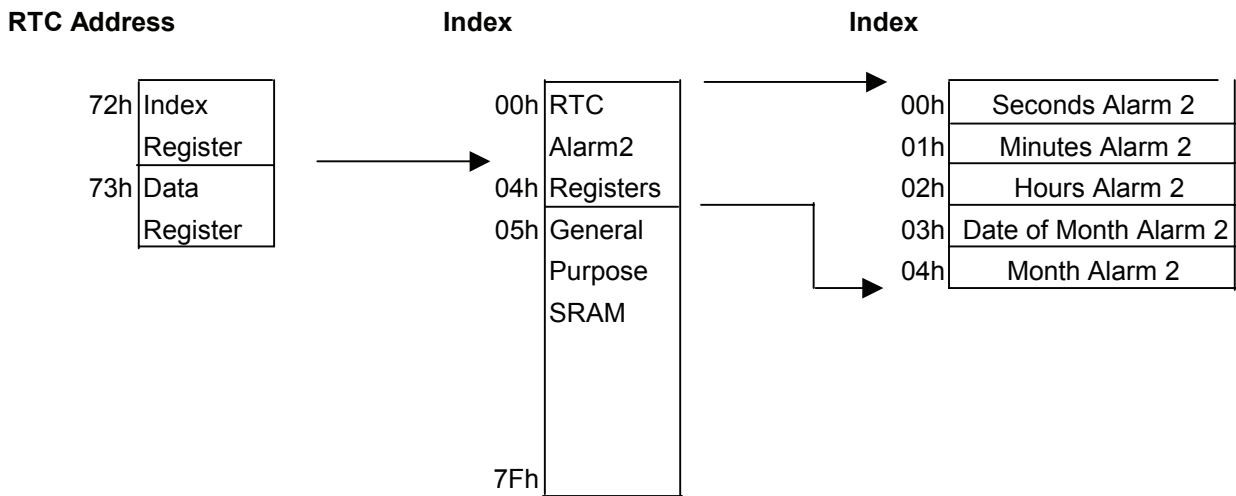 RTC Address Index Index
72h Index 00h RTC 00h Seconds Alarm 2
Register Alarm2 01h Minutes Alarm 2
73h Data 04h Registers 02h Hours Alarm 2
Register 05h General 03h Date of Month Alarm 2
Purpose 04h Month Alarm 2
SRAM
7Fh